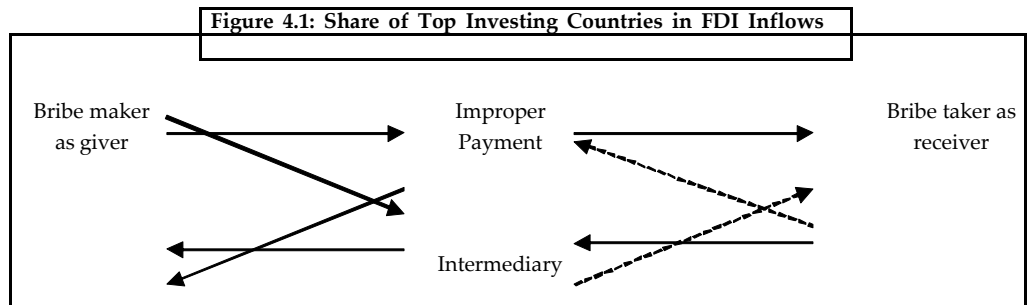 Figure 4.1: Share of Top Investing Countries in FDI Inflows
Bribe maker
as giver
Improper
Payment
Bribe taker as
receiver
Intermediary